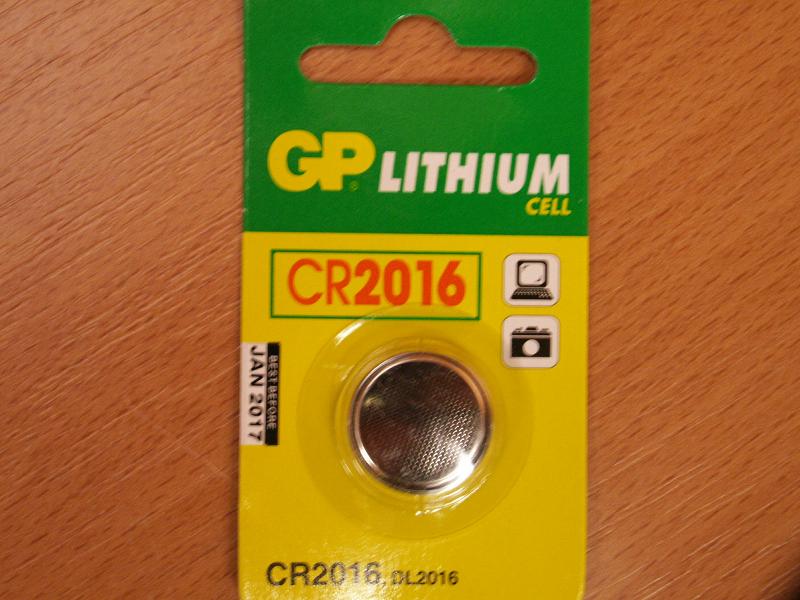 GP LITHIUM
CELL
CR2016
BEST BEFORE
JAN 2017
CR2016, DL2016